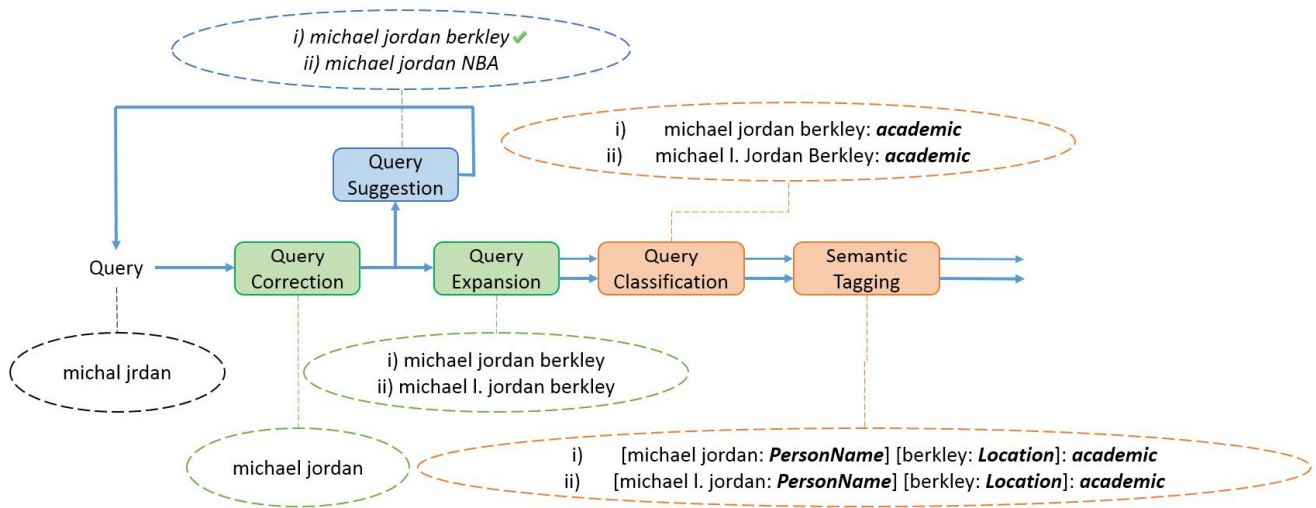 i) michael jordan berkley
ii) michael jordan NBA
i) michael jordan berkley: academic
ii) michael l. Jordan Berkley: academic
Query
Suggestion
Query
Query
Correction
Query
Expansion
Query
Classification
Semantic
Tagging
michal jrdan
i) michael jordan berkley
ii) michael l. jordan berkley
michael jordan
i) [michael jordan: PersonName] [berkley: Location]: academic
ii) [michael l. jordan: PersonName] [berkley: Location]: academic